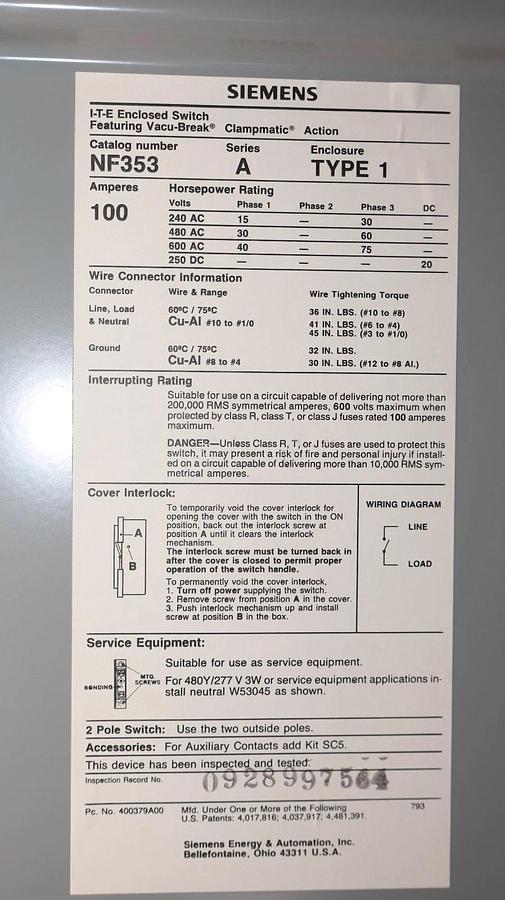 SIEMENS
I-T-E Enclosed Switch
Featuring Vacu-Break® Clampmatic® Action
Catalog number Series Enclosure
NF353 A TYPE 1
Amperes Horsepower Rating
100 Volts Phase 1 Phase 2 Phase 3 DC
240 AC 15 — 30 —
480 AC 30 — 60 —
600 AC 40 — 75 —
250 DC — — — 20
Wire Connector Information
Connector Wire & Range Wire Tightening Torque
Line, Load 60ºC / 75ºC 36 IN. LBS. (#10 to #8)
& Neutral Cu-Al #10 to #1/0 41 IN. LBS. (#6 to #4)
45 IN. LBS. (#3 to #1/0)
Ground 60ºC / 75ºC 32 IN. LBS.
Cu-Al #8 to #4 30 IN. LBS. (#12 to #8 Al.)
Interrupting Rating
Suitable for use on a circuit capable of delivering not more than
200,000 RMS symmetrical amperes, 600 volts maximum when
protected by class R, class T, or class J fuses rated 100 amperes
maximum.
DANGER—Unless Class R, T, or J fuses are used to protect this
switch, it may present a risk of fire and personal injury if install-
ed on a circuit capable of delivering more than 10,000 RMS sym-
metrical amperes.
Cover Interlock:
A
B
To temporarily void the cover interlock for
opening the cover with the switch in the ON
position, back out the interlock screw at
position A until it clears the interlock
mechanism.
The interlock screw must be turned back in
after the cover is closed to permit proper
operation of the switch handle.
To permanently void the cover interlock,
1. Turn off power supplying the switch.
2. Remove screw from position A in the cover.
3. Push interlock mechanism up and install
screw at position B in the box.
WIRING DIAGRAM
LINE
LOAD
Service Equipment:
BONDING
MTG.
SCREWS
Suitable for use as service equipment.
For 480Y/277 V 3W or service equipment applications in-
stall neutral W53045 as shown.
2 Pole Switch: Use the two outside poles.
Accessories: For Auxiliary Contacts add Kit SC5.
This device has been inspected and tested.
Inspection Record No. 0928997564
Pc. No. 400379A00 Mfd. Under One or More of the Following 793
U.S. Patents: 4,017,816; 4,037,917; 4,481,391.
Siemens Energy & Automation, Inc.
Bellefontaine, Ohio 43311 U.S.A.